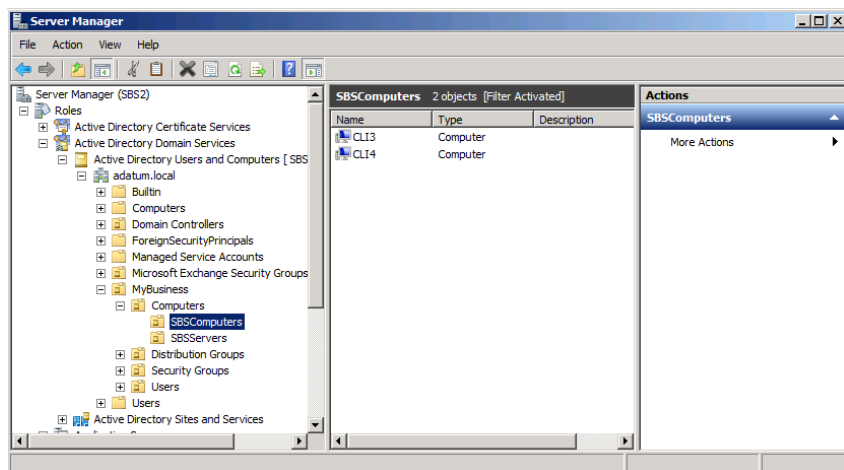 Server Manager
File Action View Help
Server Manager (SBS2)
Roles
Active Directory Certificate Services
Active Directory Domain Services
Active Directory Users and Computers [ SBS
adatum.local
Builtin
Computers
Domain Controllers
ForeignSecurityPrincipals
Managed Service Accounts
Microsoft Exchange Security Groups
MyBusiness
Computers
SBSComputers
SBSServers
Distribution Groups
Security Groups
Users
Users
Active Directory Sites and Services
SBSComputers 2 objects [Filter Activated]
Name Type Description
CLI3 Computer
CLI4 Computer
Actions
SBSComputers
More Actions